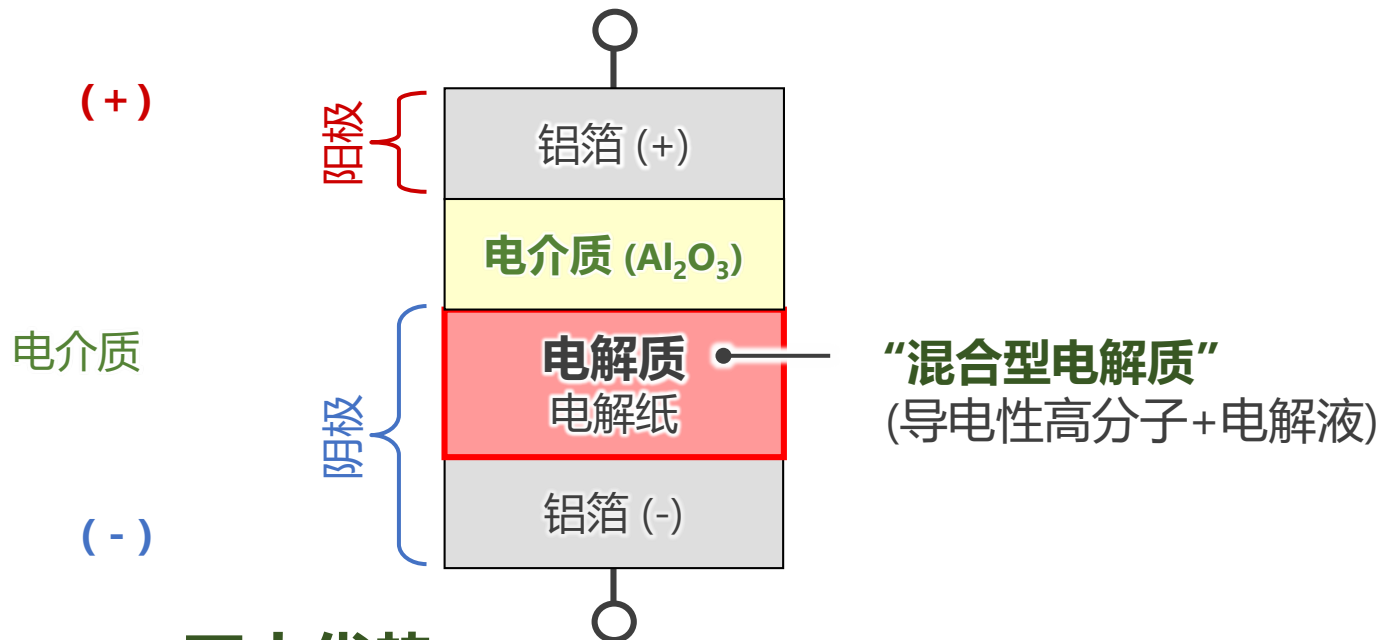 (+)
阳极
铝箔 (+)
电介质 (Al₂O₃)
电介质
电解质
电解纸
“混合型电解质”
(导电性高分子+电解液)
阴极
铝箔 (-)
(-)